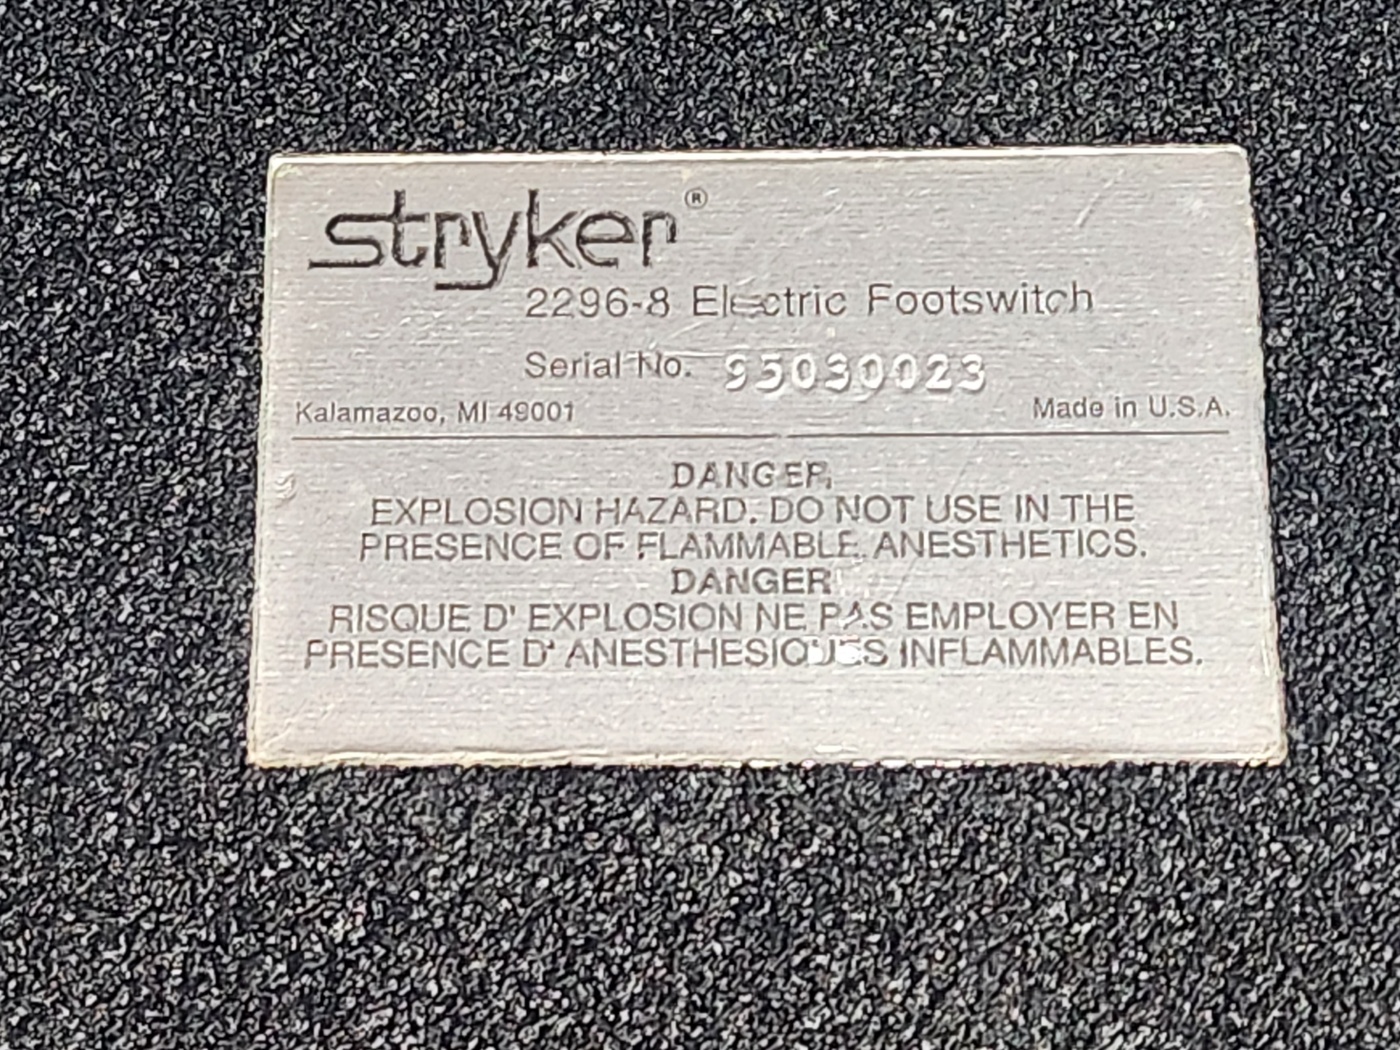 stryker®
2296-8 Electric Footswitch
Serial No. 95030023
Kalamazoo, MI 49001 Made in U.S.A.
DANGER
EXPLOSION HAZARD. DO NOT USE IN THE
PRESENCE OF FLAMMABLE ANESTHETICS.
DANGER
RISQUE D' EXPLOSION NE PAS EMPLOYER EN
PRESENCE D' ANESTHESIQUES INFLAMMABLES.